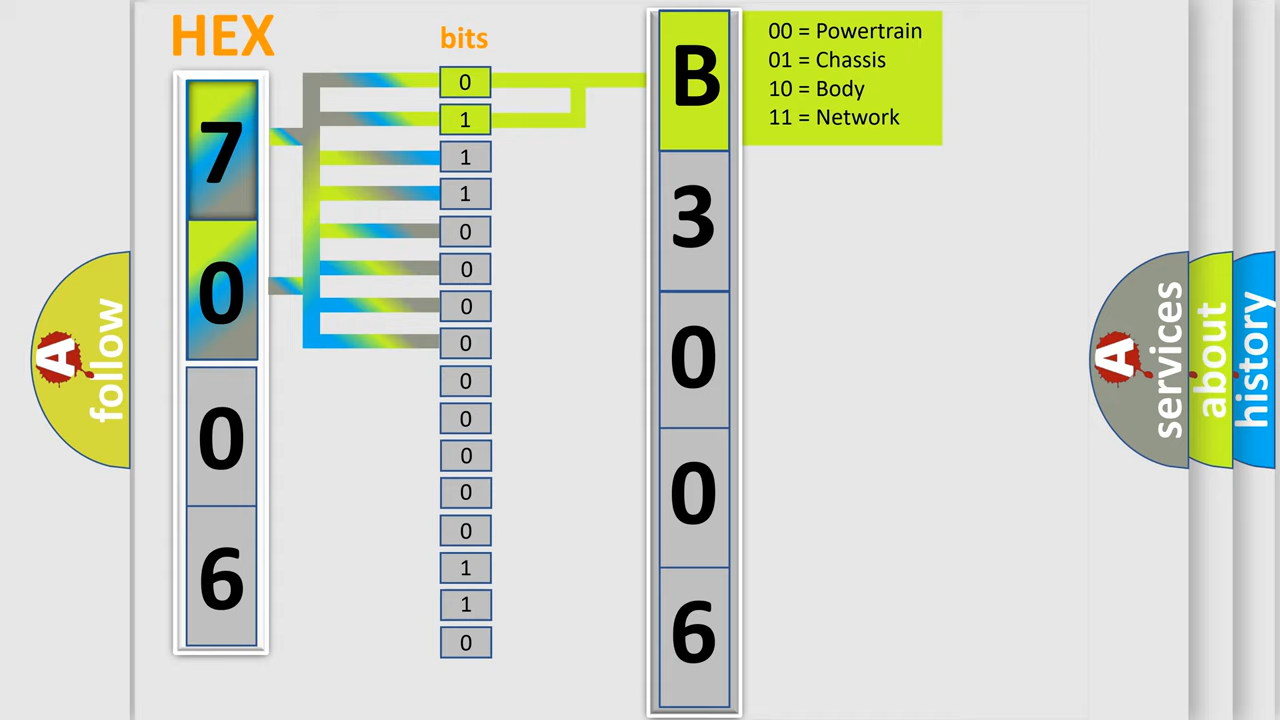 HEX
bits
7
0
0
6
0
1
1
1
0
0
0
0
0
0
0
0
0
1
1
0
B
3
0
0
6
00 = Powertrain
01 = Chassis
10 = Body
11 = Network
A follow
A services
about
history